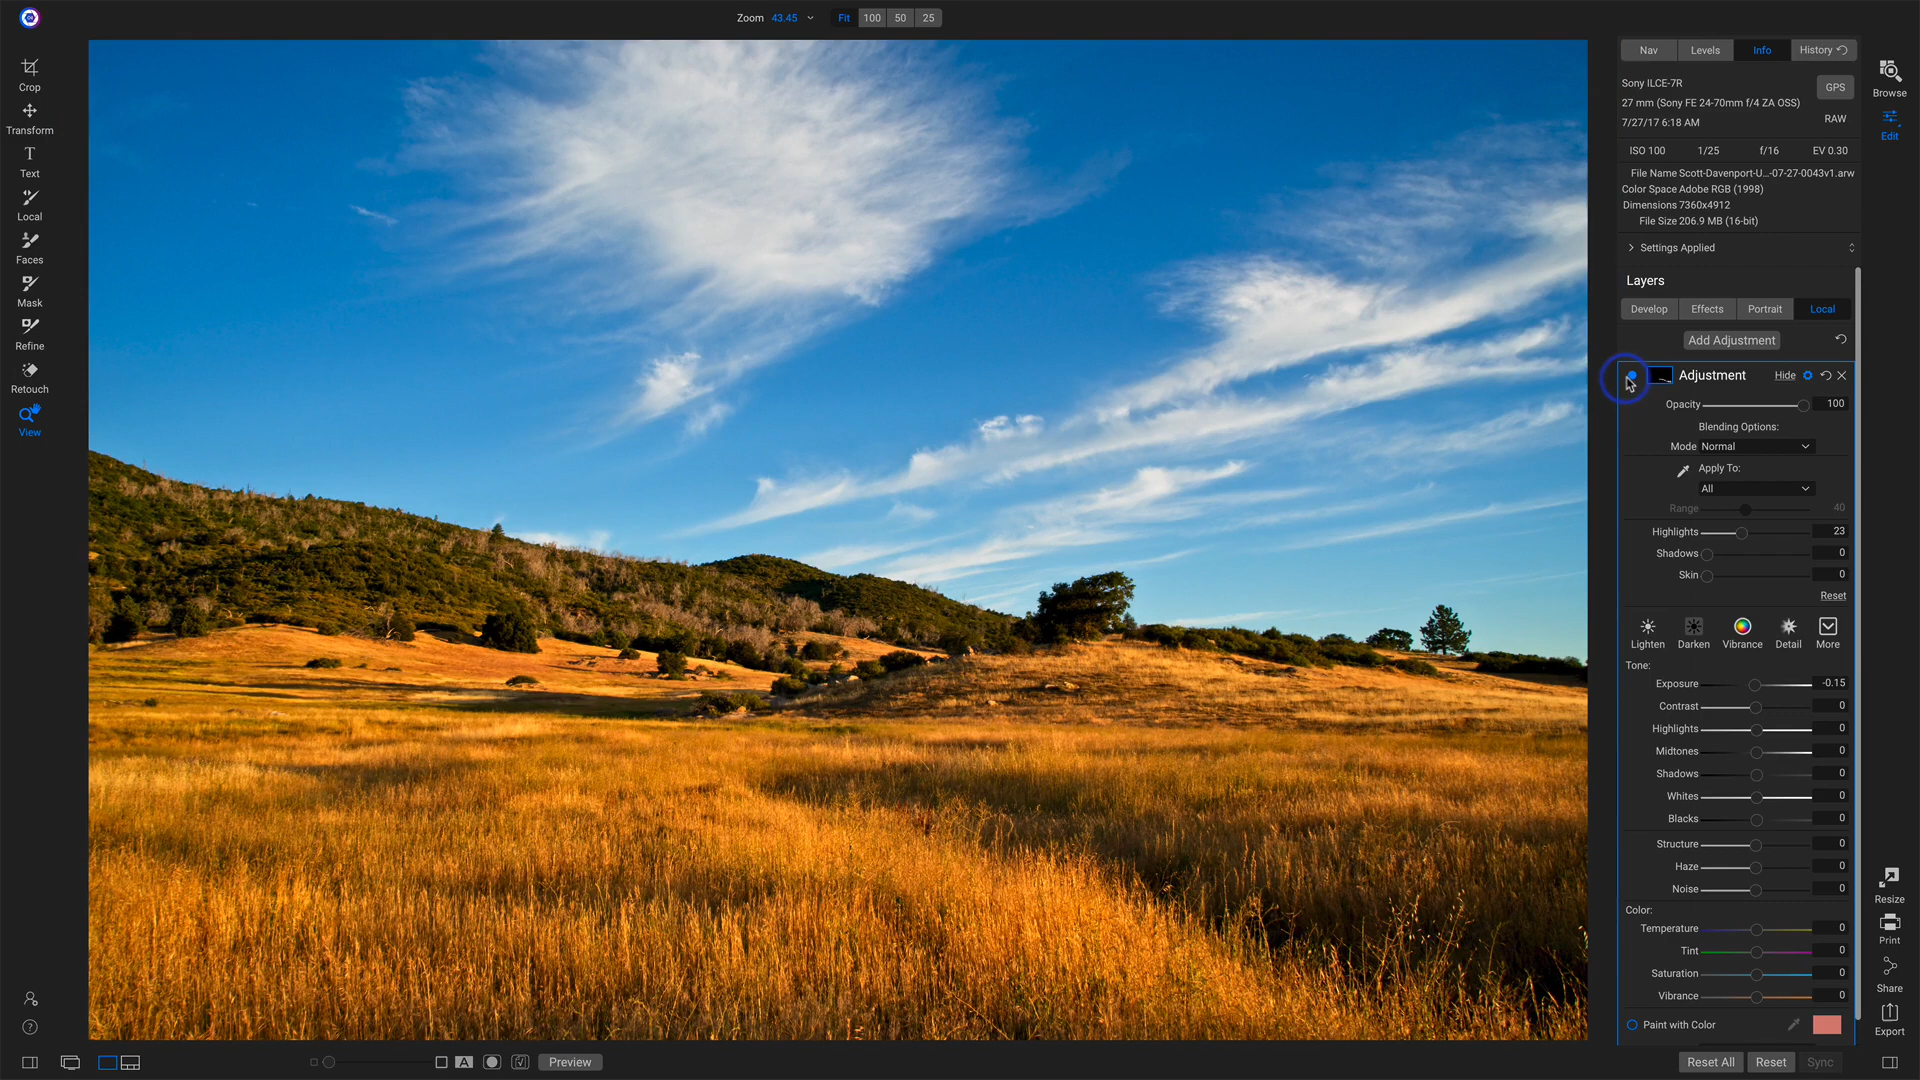 Zoom 43.45 Fit 100 50 25
Crop
Transform
T
Text
Local
Faces
Mask
Refine
Retouch
View
?
A
Preview
Nav Levels Info History
Sony ILCE-7R GPS
27 mm (Sony FE 24-70mm f/4 ZA OSS)
7/27/17 6:18 AM RAW
ISO 100 1/25 f/16 EV 0.30
File Name Scott-Davenport-U...-07-27-0043v1.arw
Color Space Adobe RGB (1998)
Dimensions 7360x4912
File Size 206.9 MB (16-bit)
Settings Applied
Layers
Develop Effects Portrait Local
Add Adjustment
Adjustment Hide
Opacity 100
Blending Options:
Mode Normal
Apply To:
All
Range 40
Highlights 23
Shadows 0
Skin 0
Reset
Lighten Darken Vibrance Detail More
Tone:
Exposure -0.15
Contrast 0
Highlights 0
Midtones 0
Shadows 0
Whites 0
Blacks 0
Structure 0
Haze 0
Noise 0
Color:
Temperature 0
Tint 0
Saturation 0
Vibrance 0
Paint with Color
Reset All Reset Sync
Browse
Edit
Resize
Print
Share
Export